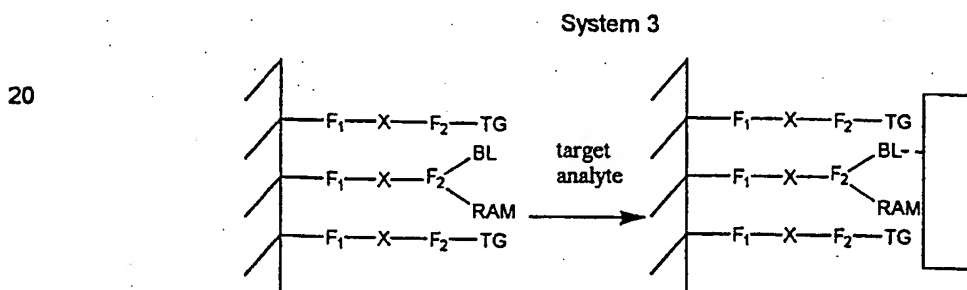 System 3
20
F₁—X—F₂—TG F₁—X—F₂—TG
BL target BL-
F₁—X—F₂ analyte F₁—X—F₂
RAM RAM
F₁—X—F₂—TG F₁—X—F₂—TG